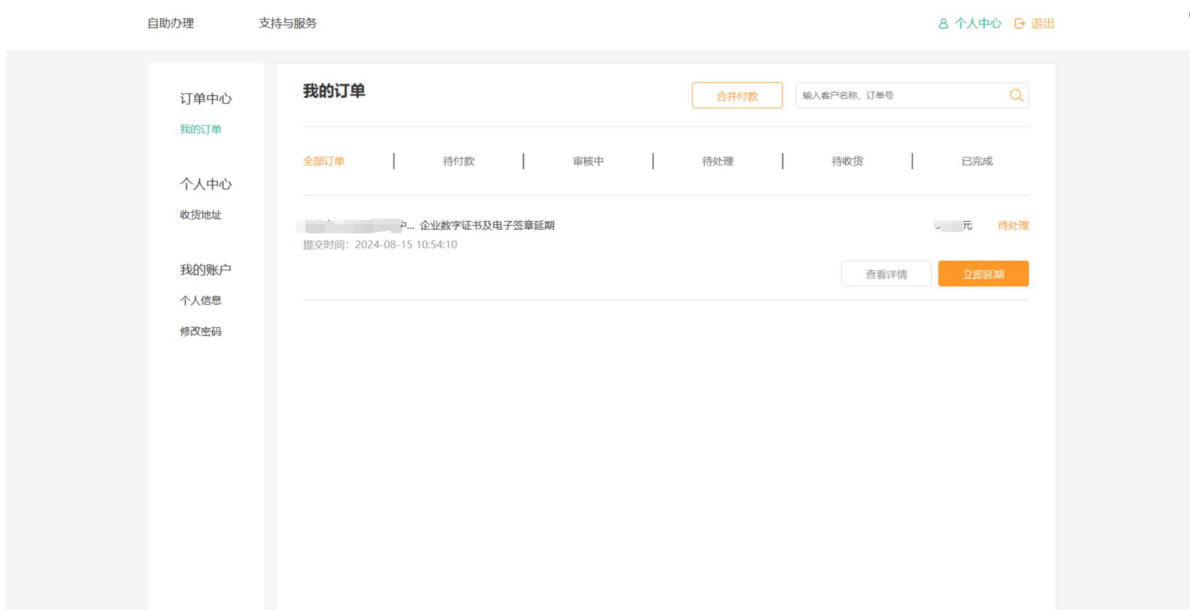 自助办理 支持与服务 个人中心 退出
订单中心
我的订单
个人中心
收货地址
我的账户
个人信息
修改密码
我的订单 合并付款 输入客户名称、订单号
全部订单 | 待付款 | 审核中 | 待处理 | 待收货 | 已完成
... 企业数字证书及电子签章延期 元 待处理
提交时间：2024-08-15 10:54:10
查看详情 立即延期